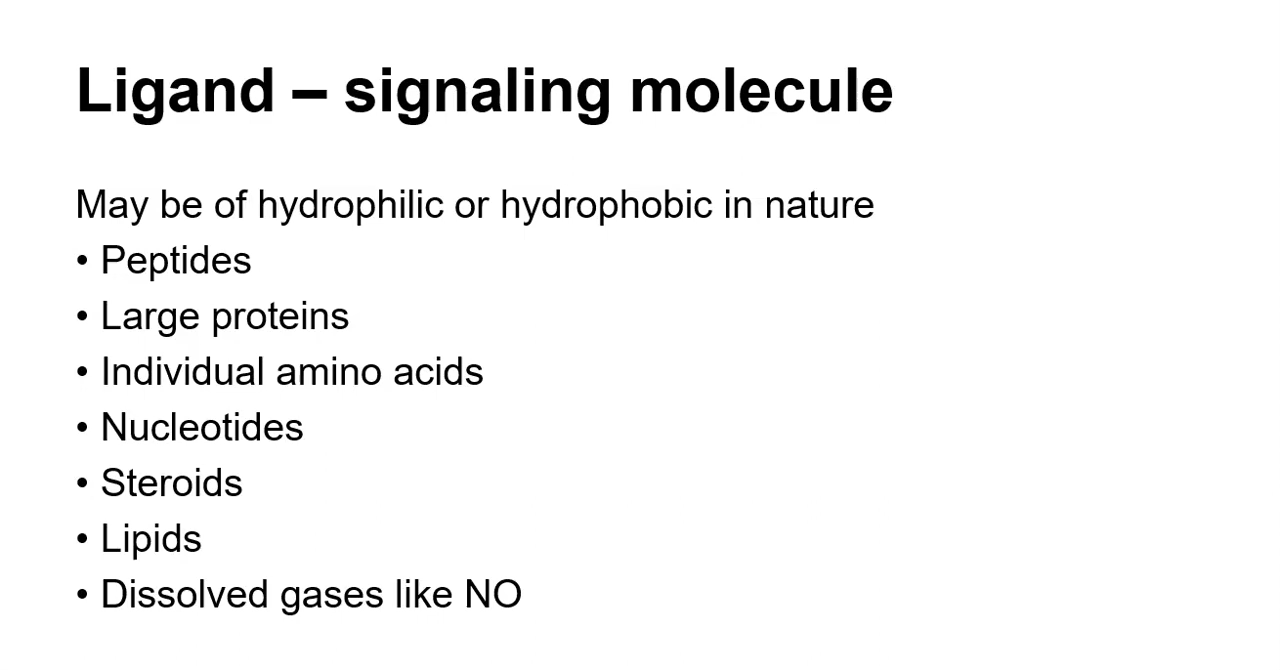 Ligand – signaling molecule
May be of hydrophilic or hydrophobic in nature
• Peptides
• Large proteins
• Individual amino acids
• Nucleotides
• Steroids
• Lipids
• Dissolved gases like NO